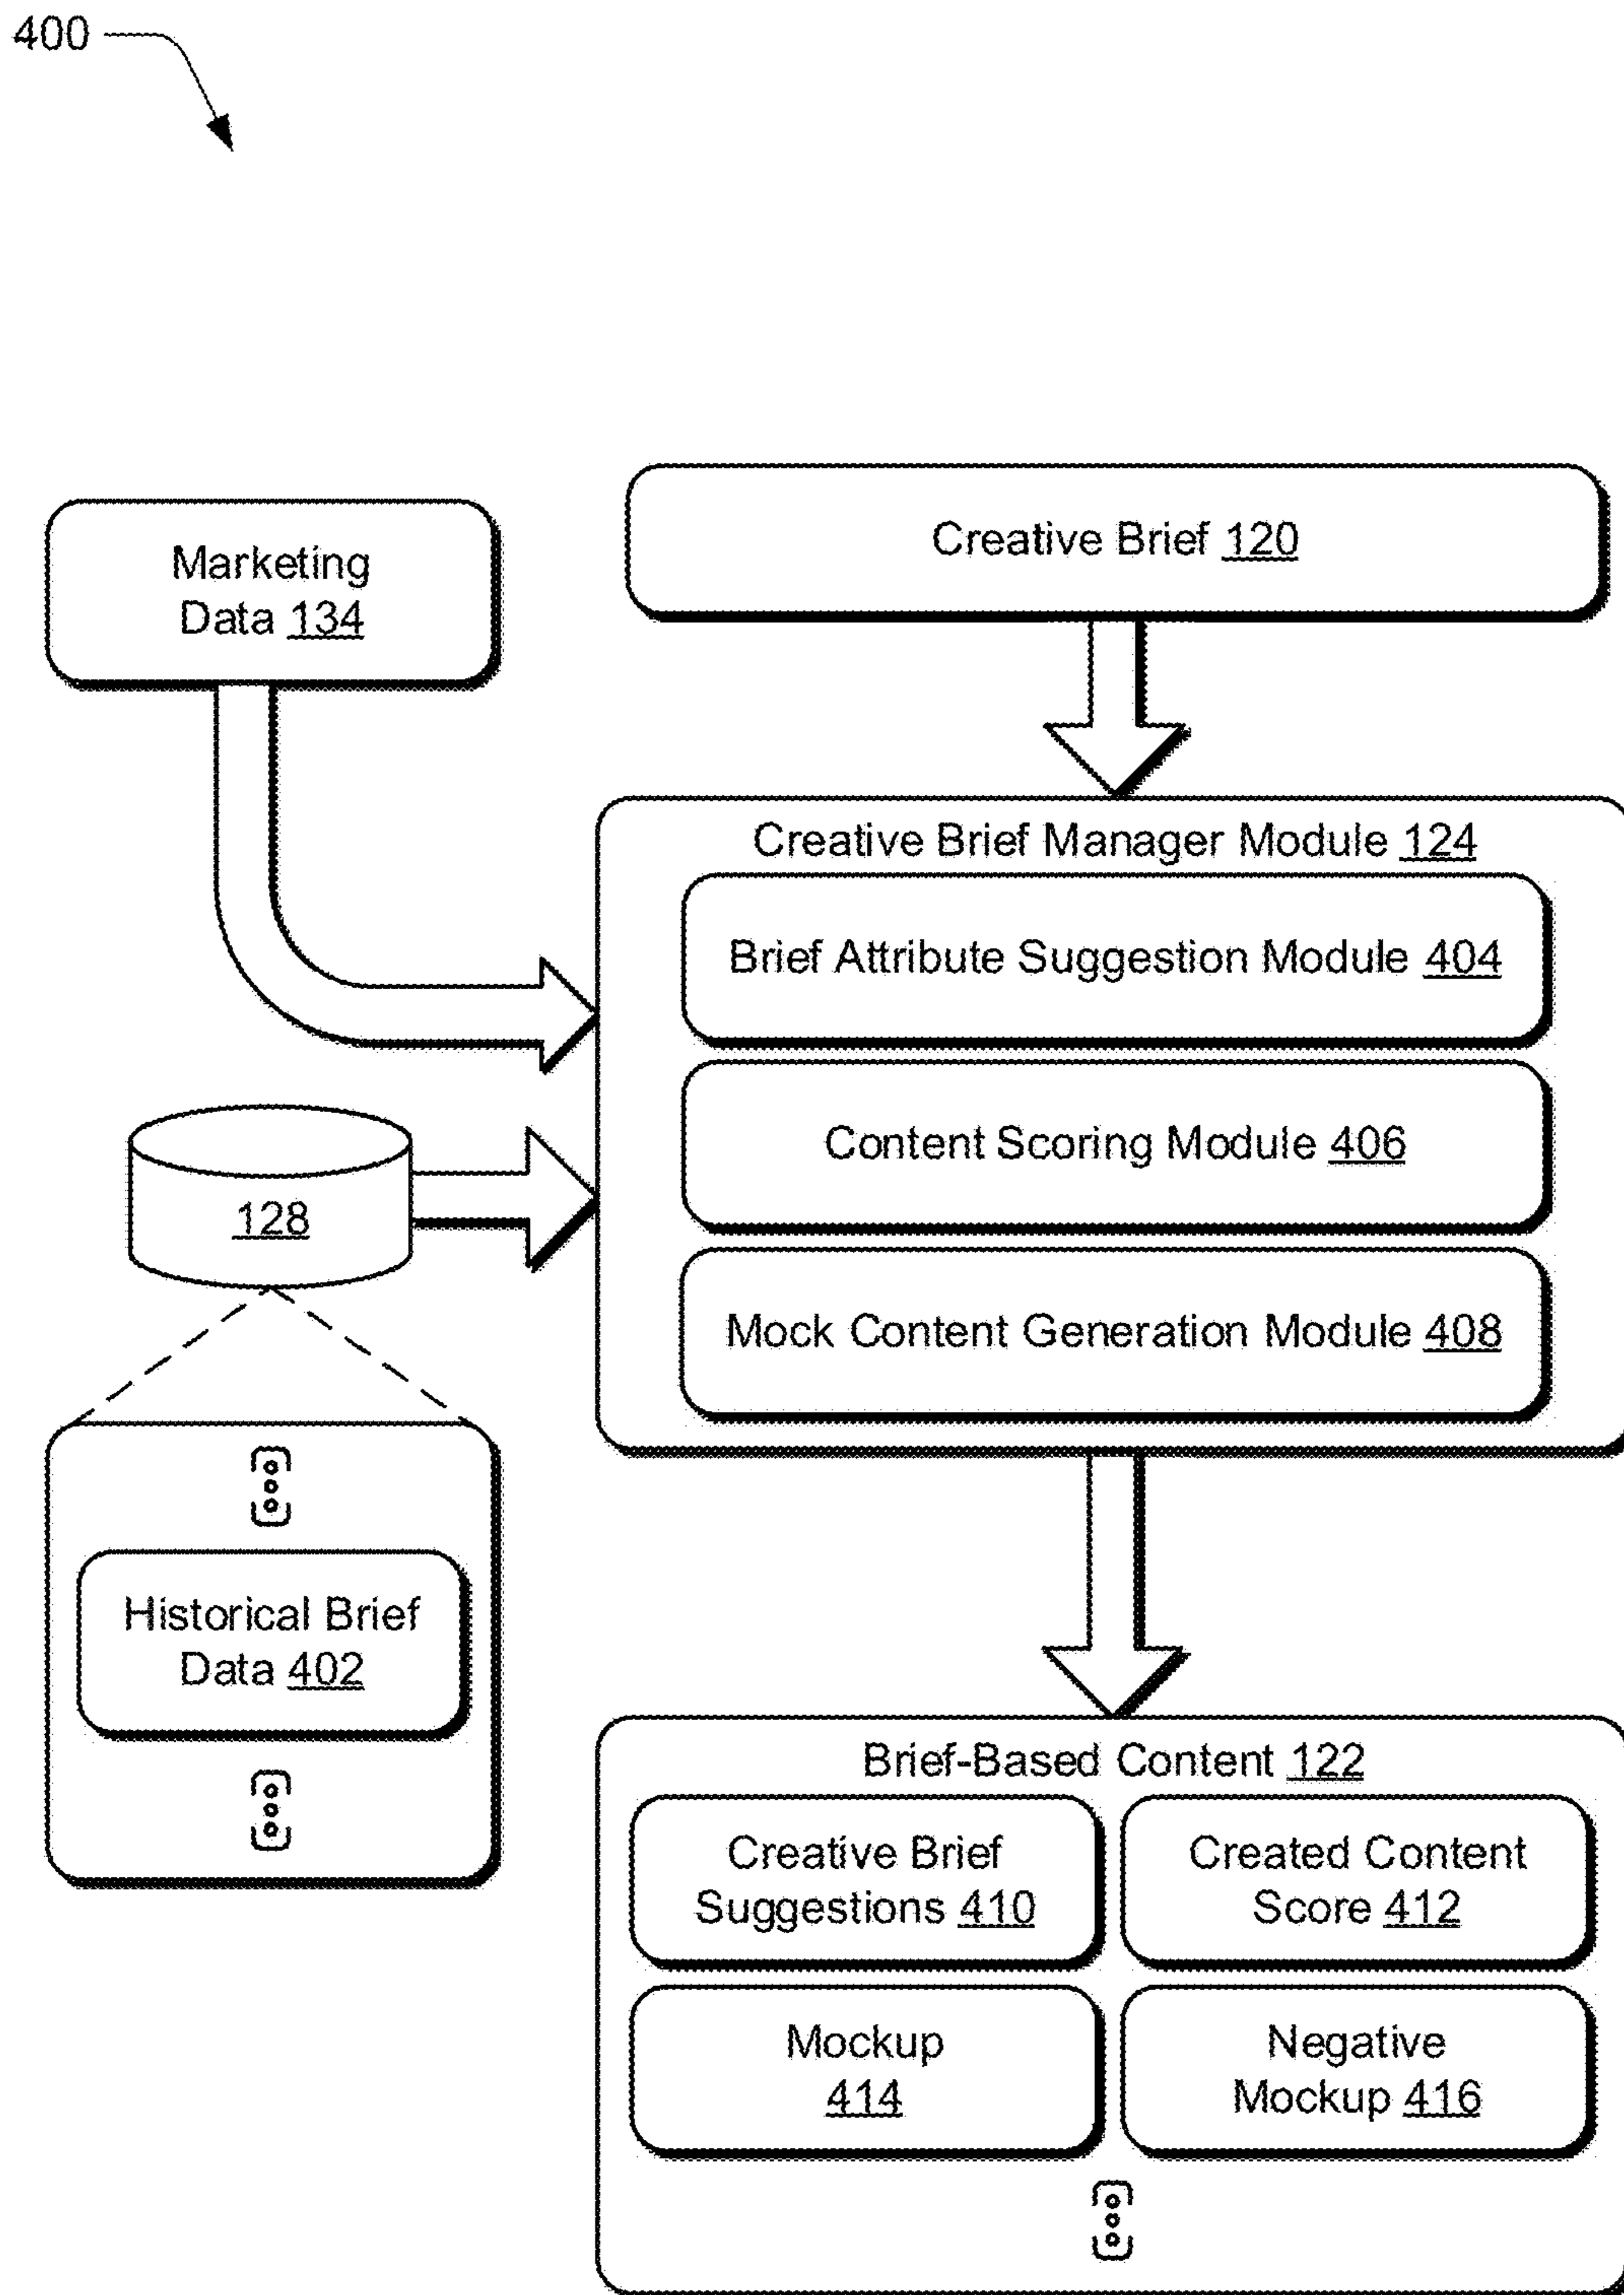 400
Creative Brief 120
Marketing
Data 134
Creative Brief Manager Module 124
Brief Attribute Suggestion Module 404
Content Scoring Module 406
128
Mock Content Generation Module 408
Historical Brief
Data 402
Brief-Based Content 122
Creative Brief
Suggestions 410
Created Content
Score 412
Mockup
414
Negative
Mockup 416